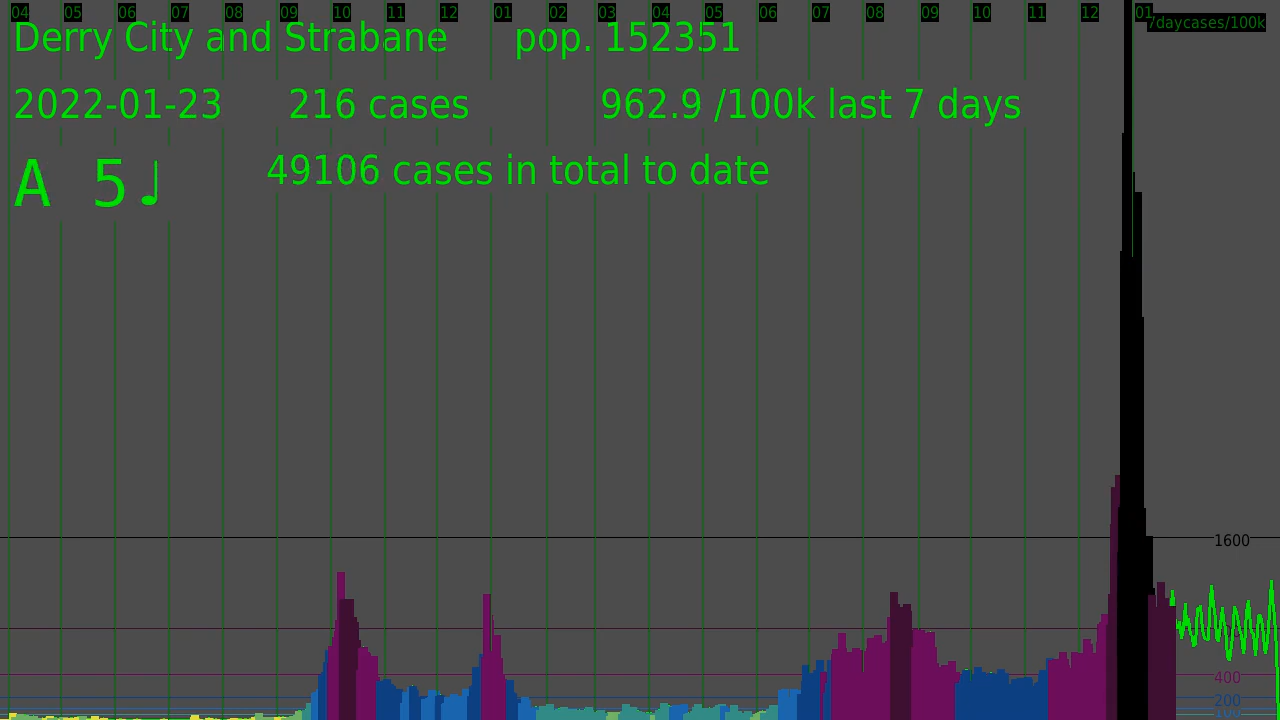 04 05 06 07 08 09 10 11 12 01 02 03 04 05 06 07 08 09 10 11 12 01
7daycases/100k
Derry City and Strabane pop. 152351
2022-01-23 216 cases 962.9 /100k last 7 days
A 5♩ 49106 cases in total to date
1600
400
200
100